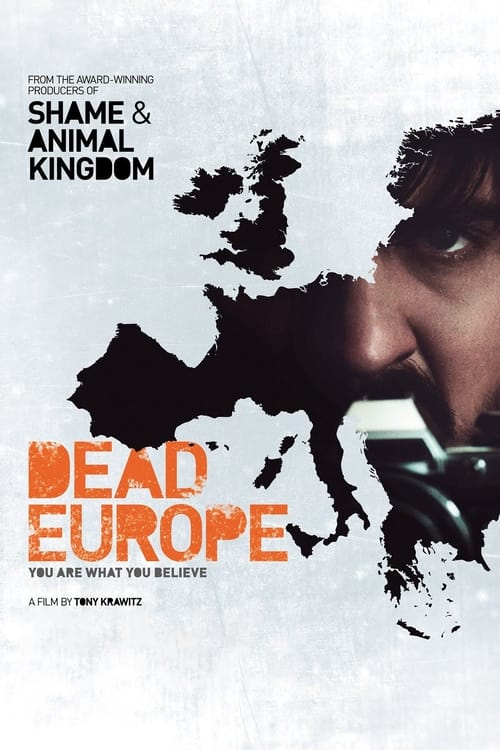 FROM THE AWARD-WINNING
PRODUCERS OF
SHAME &
ANIMAL
KINGDOM
DEAD
EUROPE
YOU ARE WHAT YOU BELIEVE
A FILM BY TONY KRAWITZ